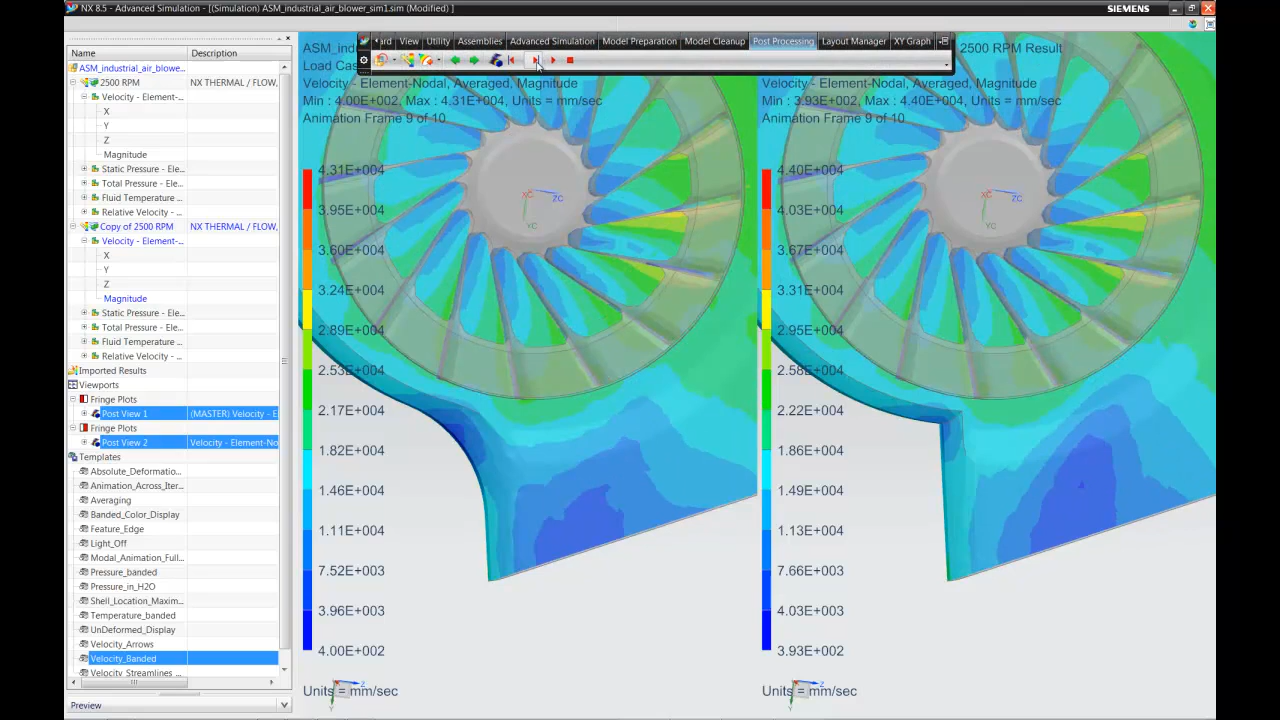 NX 8.5 - Advanced Simulation - [(Simulation) ASM_industrial_air_blower_sim1.sim (Modified) ]
SIEMENS
Name Description
ASM_industrial_air_blowe...
2500 RPM NX THERMAL / FLOW,
Velocity - Element-...
X
Y
Z
Magnitude
Static Pressure - Ele...
Total Pressure - Ele...
Fluid Temperature ...
Relative Velocity - ...
Copy of 2500 RPM NX THERMAL / FLOW,
Velocity - Element-...
X
Y
Z
Magnitude
Static Pressure - Ele...
Total Pressure - Ele...
Fluid Temperature ...
Relative Velocity - ...
Imported Results
Viewports
Fringe Plots
Post View 1 (MASTER) Velocity - E
Fringe Plots
Post View 2 Velocity - Element-No
Templates
Absolute_Deformatio...
Animation_Across_Iter...
Averaging
Banded_Color_Display
Feature_Edge
Light_Off
Modal_Animation_Full...
Pressure_banded
Pressure_in_H2O
Shell_Location_Maxim...
Temperature_banded
UnDeformed_Display
Velocity_Arrows
Velocity_Banded
Velocity_Streamlines ...
Preview
ard View Utility Assemblies Advanced Simulation Model Preparation Model Cleanup Post Processing Layout Manager XY Graph
ASM_ind
Load Cas
Velocity - Element-Nodal, Averaged, Magnitude
Min : 4.00E+002, Max : 4.31E+004, Units = mm/sec
Animation Frame 9 of 10
4.31E+004
3.95E+004
3.60E+004
3.24E+004
2.89E+004
2.53E+004
2.17E+004
1.82E+004
1.46E+004
1.11E+004
7.52E+003
3.96E+003
4.00E+002
Units = mm/sec
XC
ZC
YC
Z
Y
2500 RPM Result
Velocity - Element-Nodal, Averaged, Magnitude
Min : 3.93E+002, Max : 4.40E+004, Units = mm/sec
Animation Frame 9 of 10
4.40E+004
4.03E+004
3.67E+004
3.31E+004
2.95E+004
2.58E+004
2.22E+004
1.85E+004
1.49E+004
1.13E+004
7.66E+003
4.03E+003
3.93E+002
Units = mm/sec
XC
ZC
YC
Z
Y